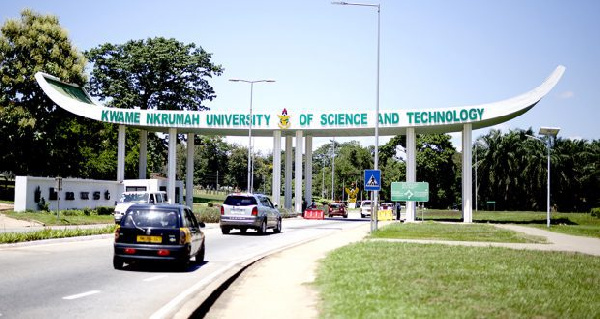 KWAME NKRUMAH UNIVERSITY OF SCIENCE AND TECHNOLOGY